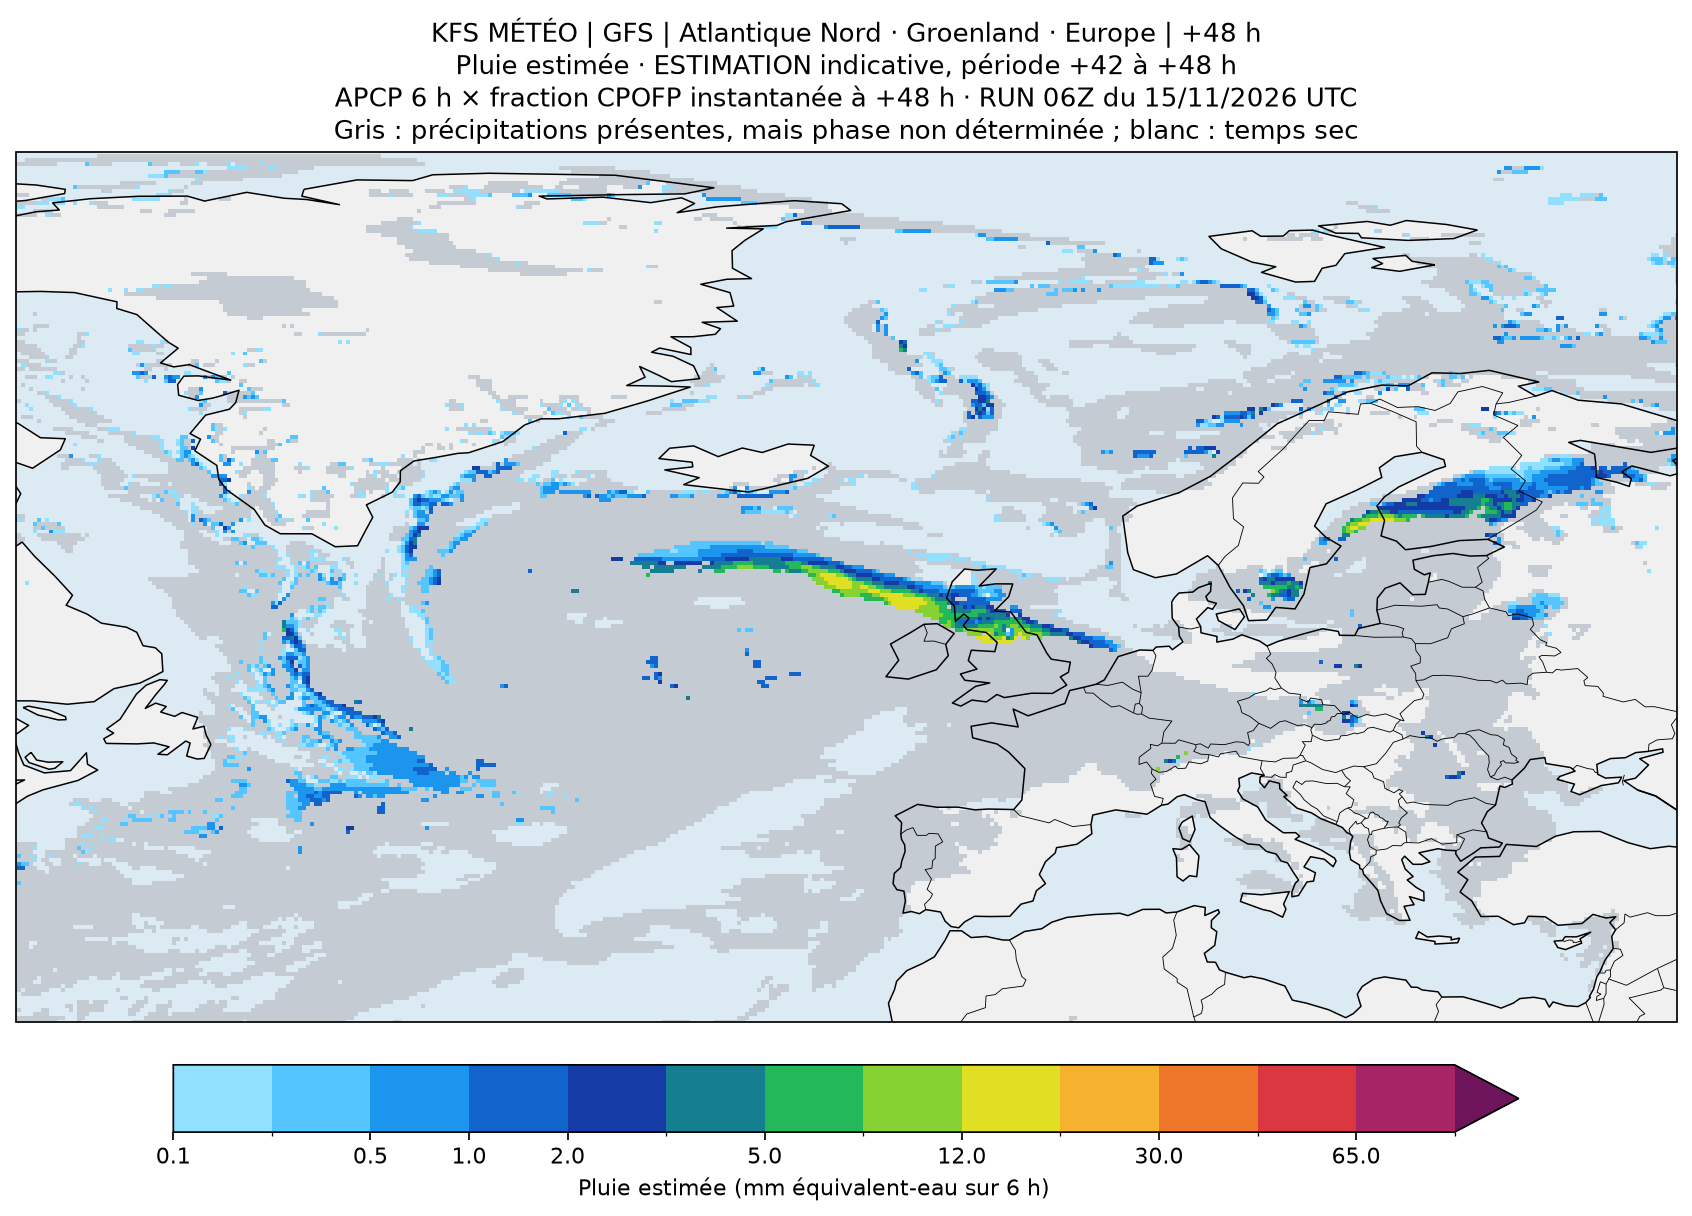 KFS MÉTÉO | GFS | Atlantique Nord · Groenland · Europe | +48 h
Pluie estimée · ESTIMATION indicative, période +42 à +48 h
APCP 6 h × fraction CPOFP instantanée à +48 h · RUN 06Z du 15/11/2026 UTC
Gris : précipitations présentes, mais phase non déterminée ; blanc : temps sec
0.1 0.5 1.0 2.0 5.0 12.0 30.0 65.0
Pluie estimée (mm équivalent-eau sur 6 h)